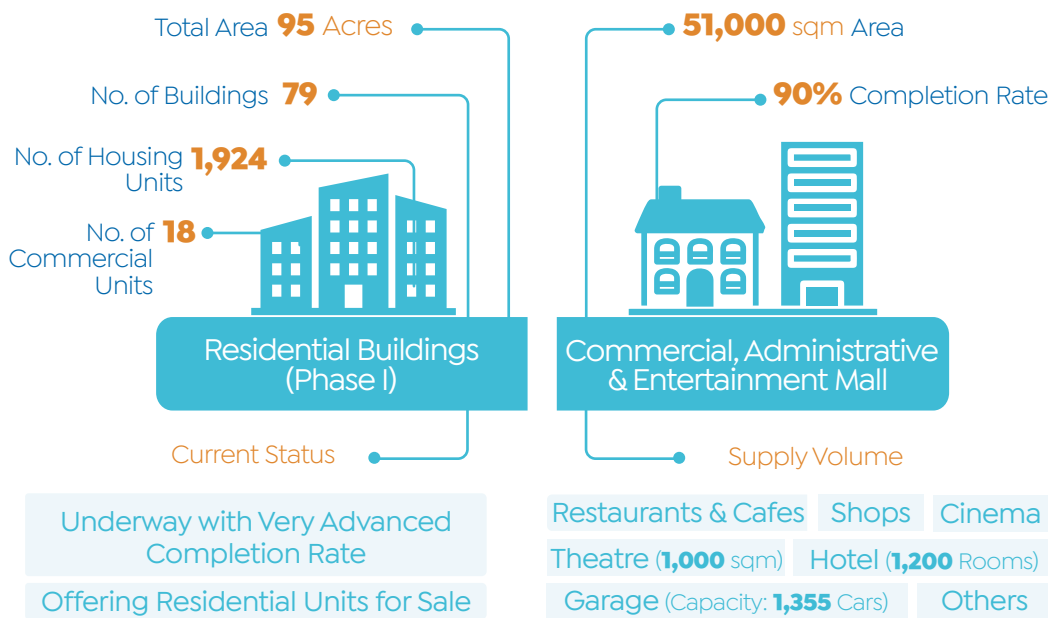 Total Area 95 Acres
No. of Buildings 79
No. of Housing 1,924
Units
No. of 18
Commercial
Units
Residential Buildings
(Phase I)
Current Status
Underway with Very Advanced
Completion Rate
Offering Residential Units for Sale
51,000 sqm Area
90% Completion Rate
Commercial, Administrative
& Entertainment Mall
Supply Volume
Restaurants & Cafes
Shops
Cinema
Theatre (1,000 sqm)
Hotel (1,200 Rooms)
Garage (Capacity: 1,355 Cars)
Others